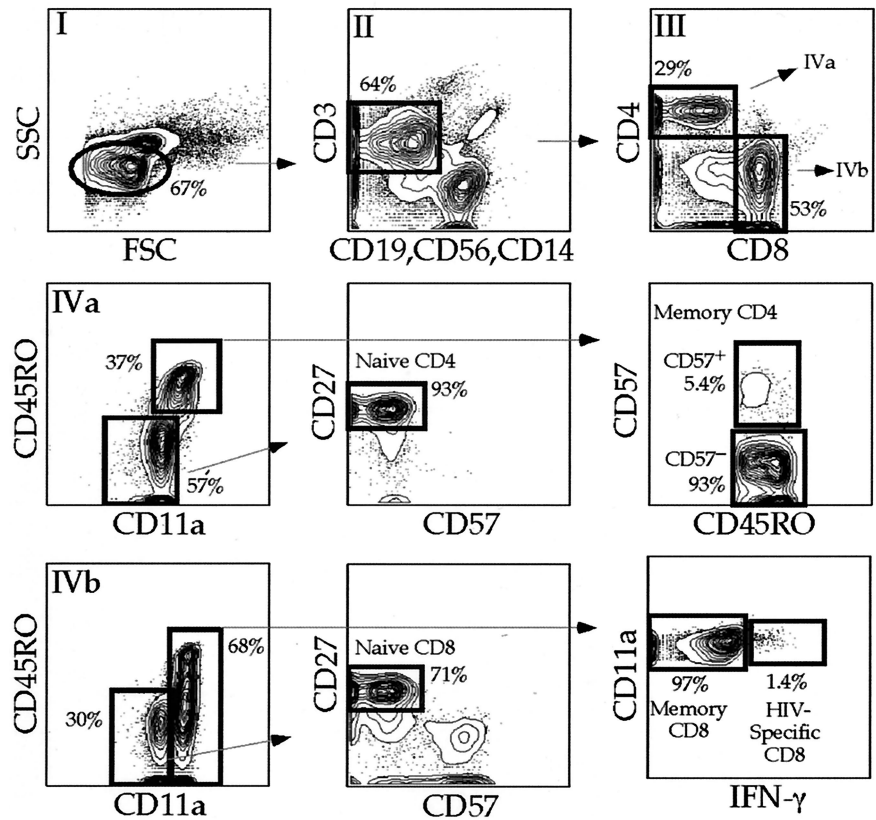 I
SSC
67%
FSC
II
CD3
64%
CD19,CD56,CD14
III
CD4
29%
IVa
IVb
53%
CD8
IVa
CD45RO
37%
57%
CD11a
CD27
Naive CD4
93%
CD57
Memory CD4
CD57
CD57+
5.4%
CD57−
93%
CD45RO
IVb
CD45RO
68%
30%
CD11a
CD27
Naive CD8
71%
CD57
CD11a
97%
Memory
CD8
1.4%
HIV-
Specific
CD8
IFN-γ